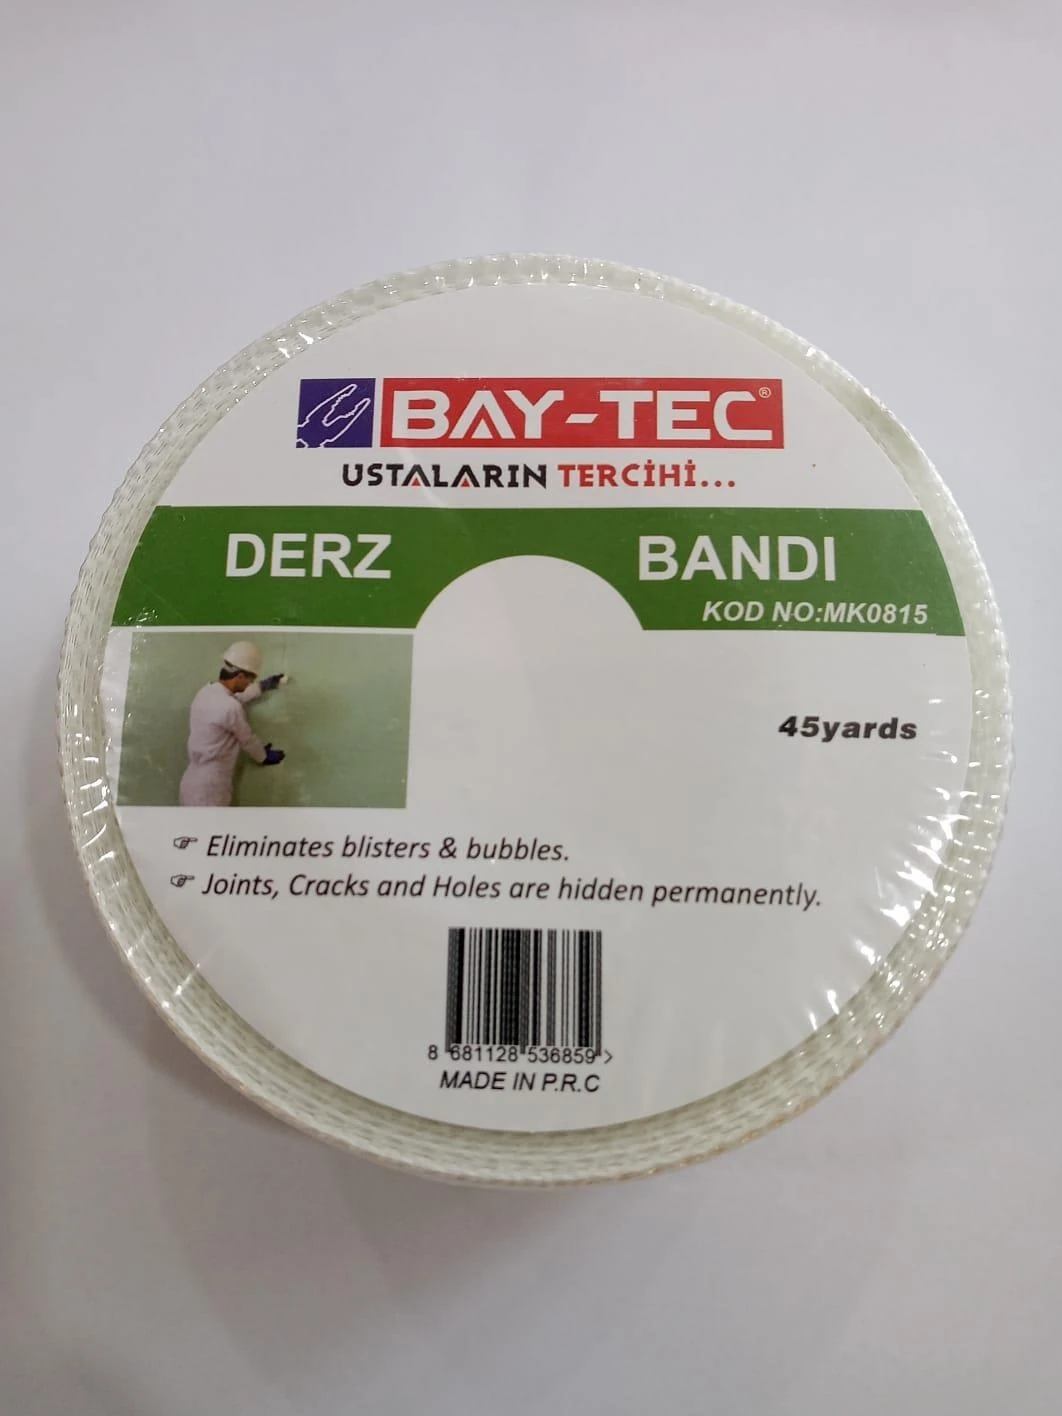 BAY-TEC®
USTALARIN TERCİHİ...
DERZ BANDI
KOD NO:MK0815
45yards
☞ Eliminates blisters & bubbles.
☞ Joints, Cracks and Holes are hidden permanently.
8 681128 536859 >
MADE IN P.R.C